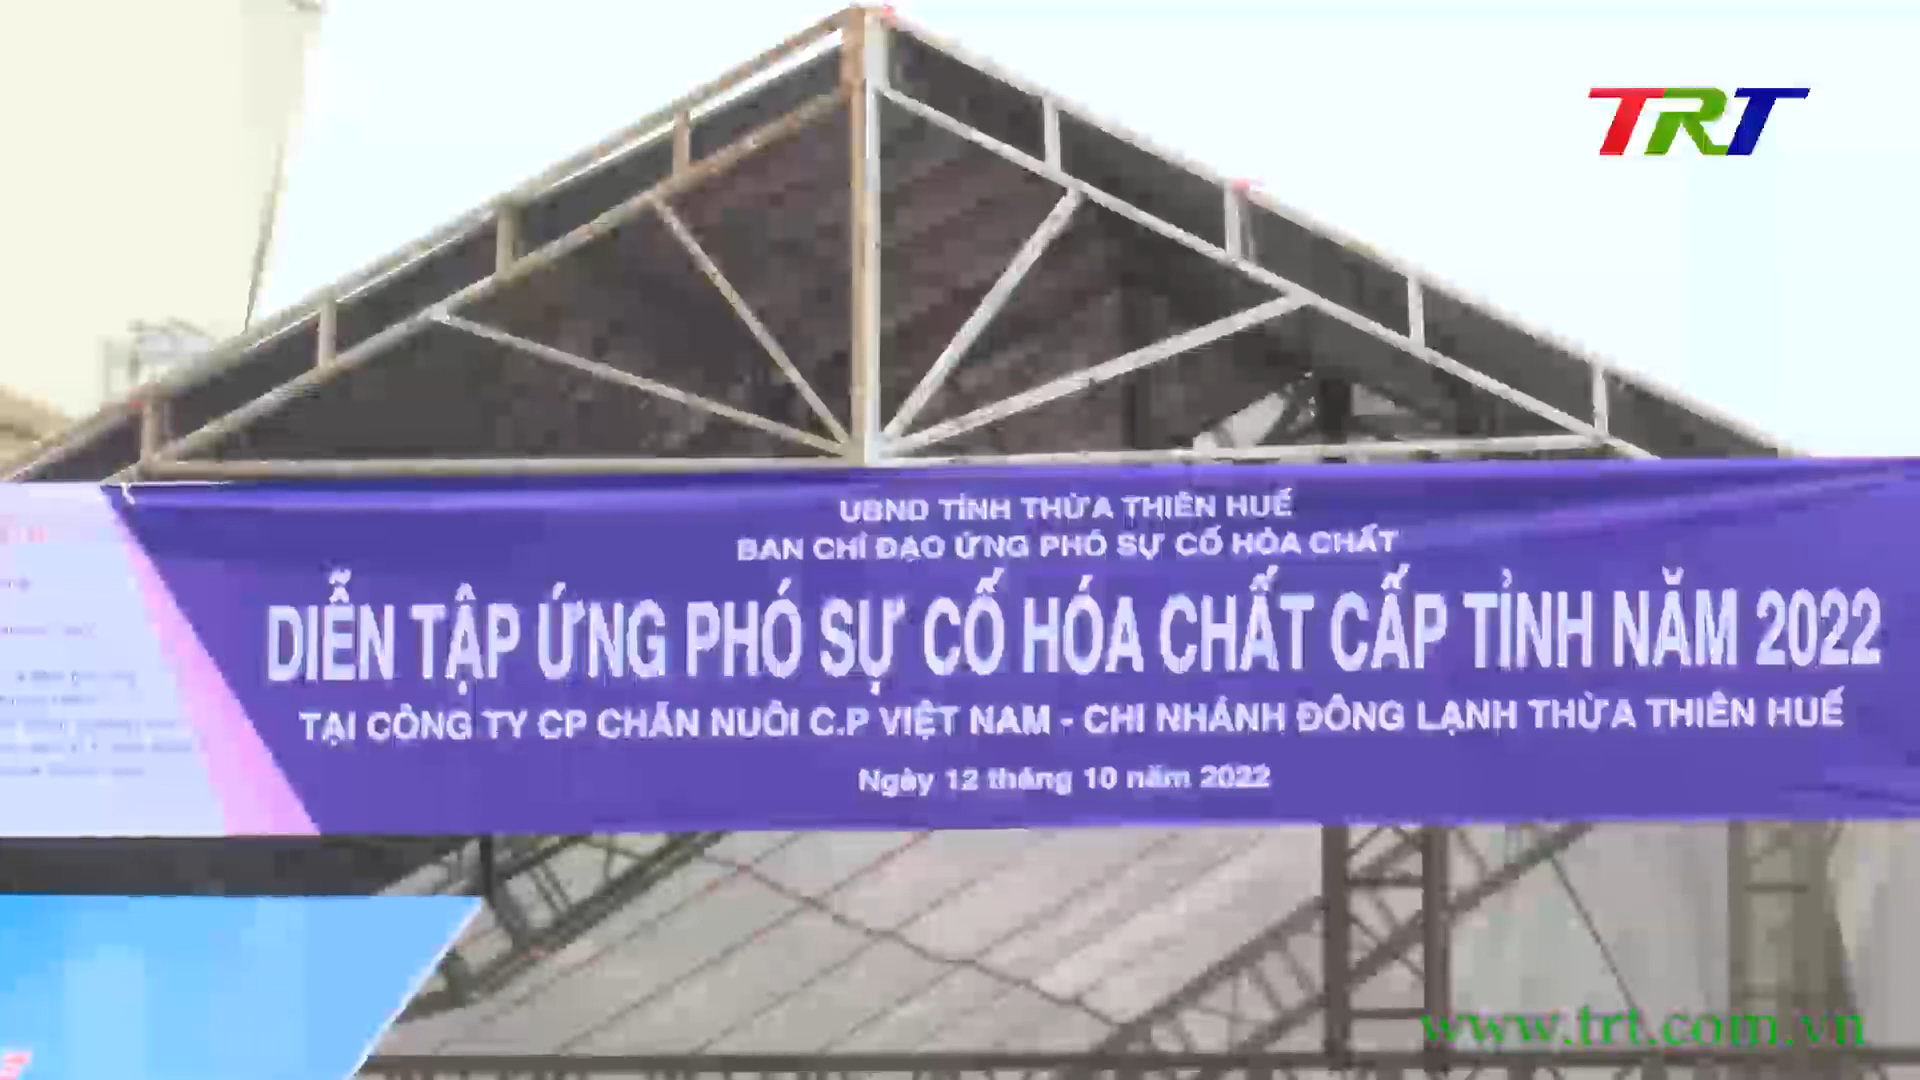 TRT
UBND TỈNH THỪA THIÊN HUẾ
BAN CHỈ ĐẠO ỨNG PHÓ SỰ CỐ HÓA CHẤT
DIỄN TẬP ỨNG PHÓ SỰ CỐ HÓA CHẤT CẤP TỈNH NĂM 2022
TẠI CÔNG TY CP CHĂN NUÔI C.P VIỆT NAM - CHI NHÁNH ĐÔNG LẠNH THỪA THIÊN HUẾ
Ngày 12 tháng 10 năm 2022
www.trt.com.vn